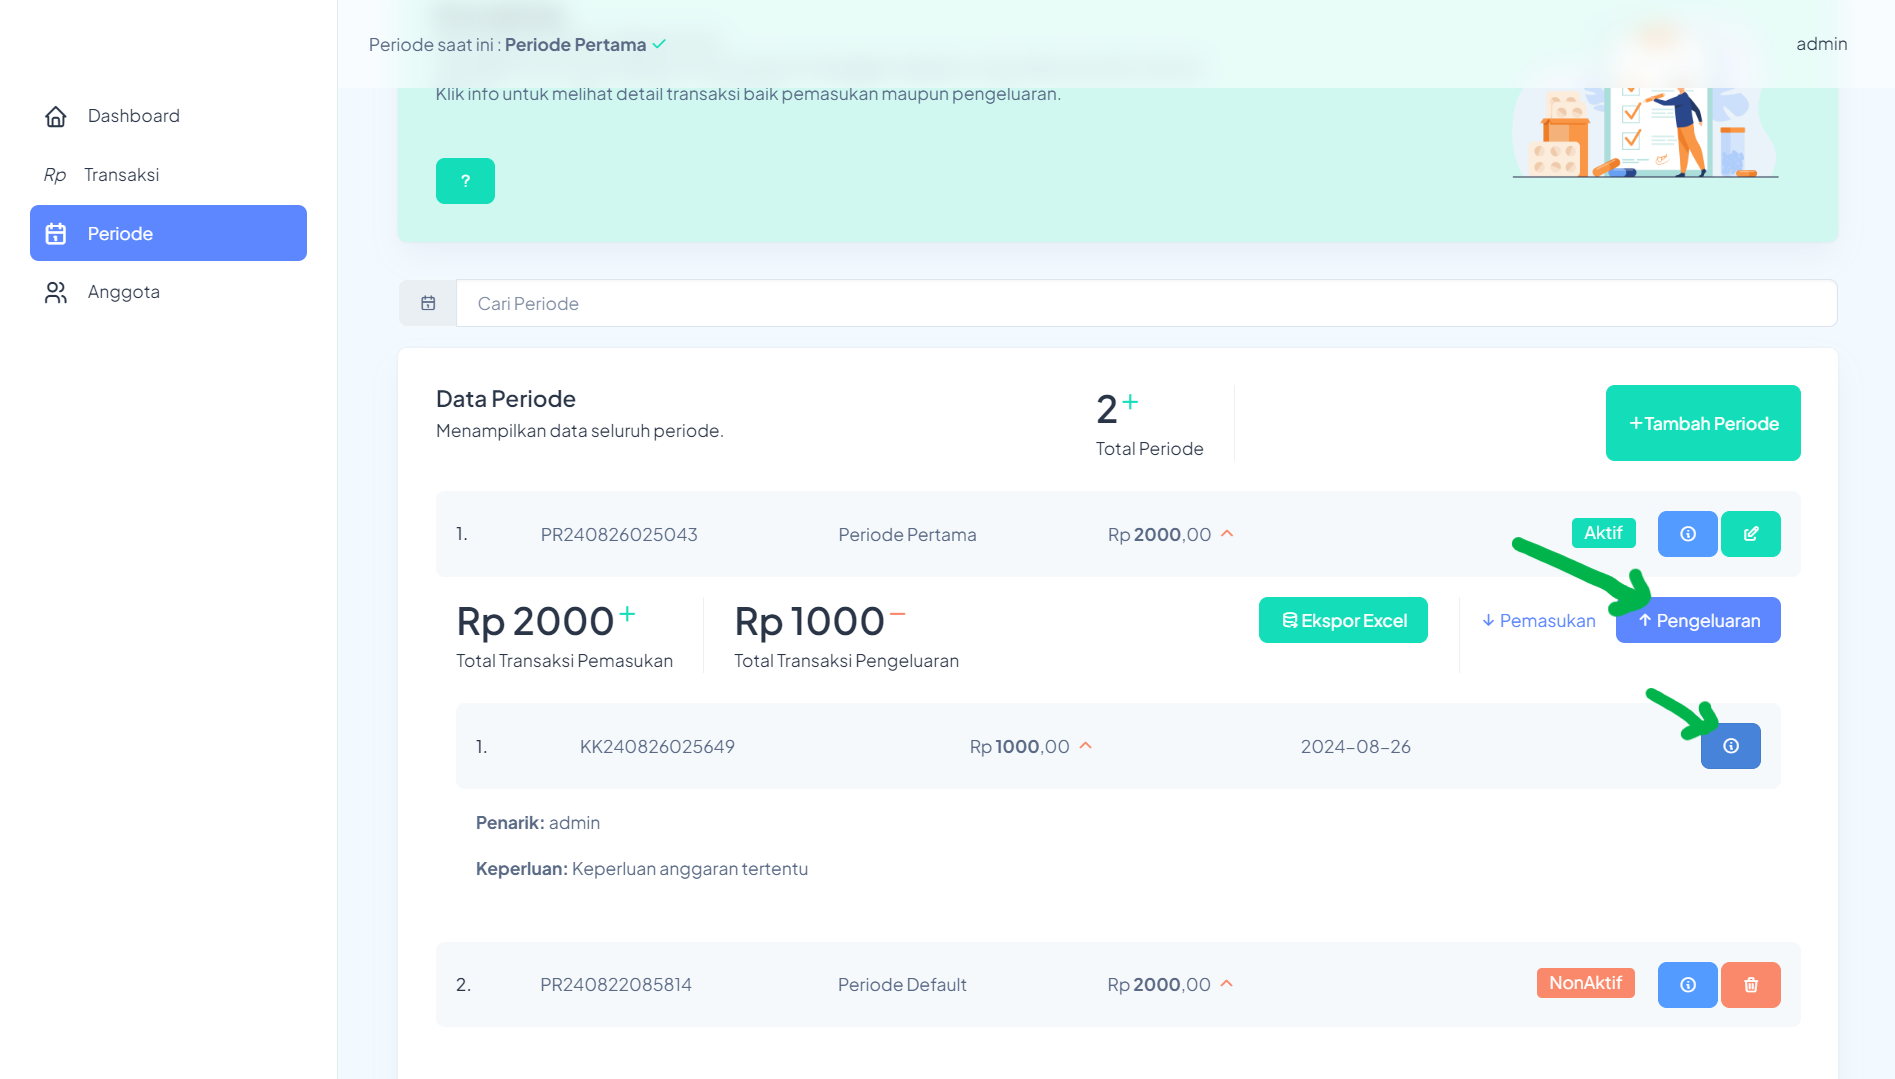 Periode saat ini : Periode Pertama
admin
Klik info untuk melihat detail transaksi baik pemasukan maupun pengeluaran.
?
Dashboard
Rp Transaksi
Periode
Anggota
Cari Periode
Data Periode
Menampilkan data seluruh periode.
2+
Total Periode
+Tambah Periode
1. PR240826025043 Periode Pertama Rp 2000,00 Aktif
Rp 2000+
Total Transaksi Pemasukan
Rp 1000−
Total Transaksi Pengeluaran
Ekspor Excel
↓ Pemasukan
↑ Pengeluaran
1. KK240826025649 Rp 1000,00 2024-08-26
Penarik: admin
Keperluan: Keperluan anggaran tertentu
2. PR240822085814 Periode Default Rp 2000,00 NonAktif